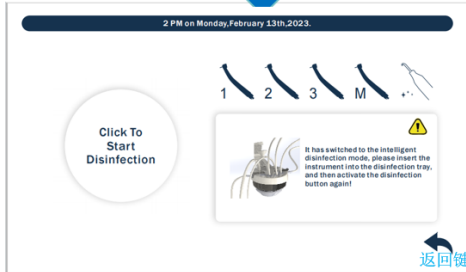 2 PM on Monday,February 13th,2023.
1 2 3 M
Click To
Start
Disinfection
It has switched to the intelligent
disinfection mode, please insert the
instrument into the disinfection tray,
and then activate the disinfection
button again!
返回键